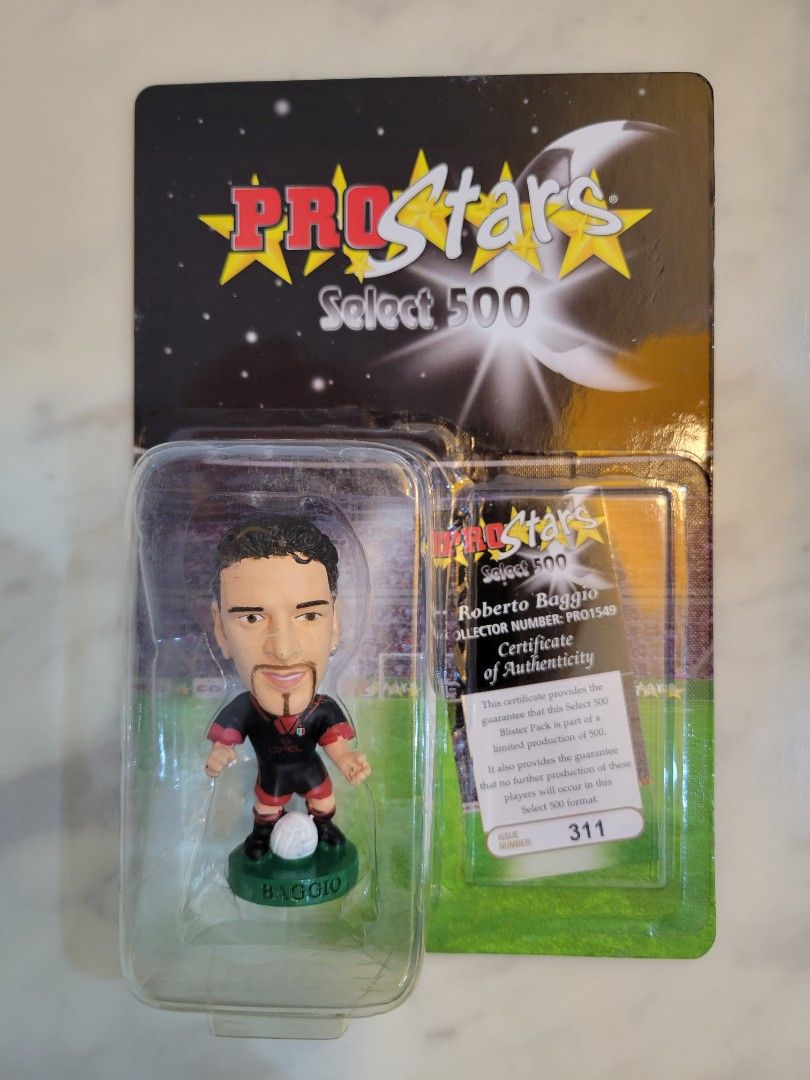 PROStars®
Select 500
PROStars
Select 500
Roberto Baggio
OLLECTOR NUMBER: PRO1549
Certificate
of Authenticity
This certificate provides the
guarantee that this Select 500
Blister Pack is part of a
limited production of 500.
It also provides the guarantee
that no further production of these
players will occur in this
Select 500 format.
ISSUE
NUMBER:
311
OPEL
BAGGIO